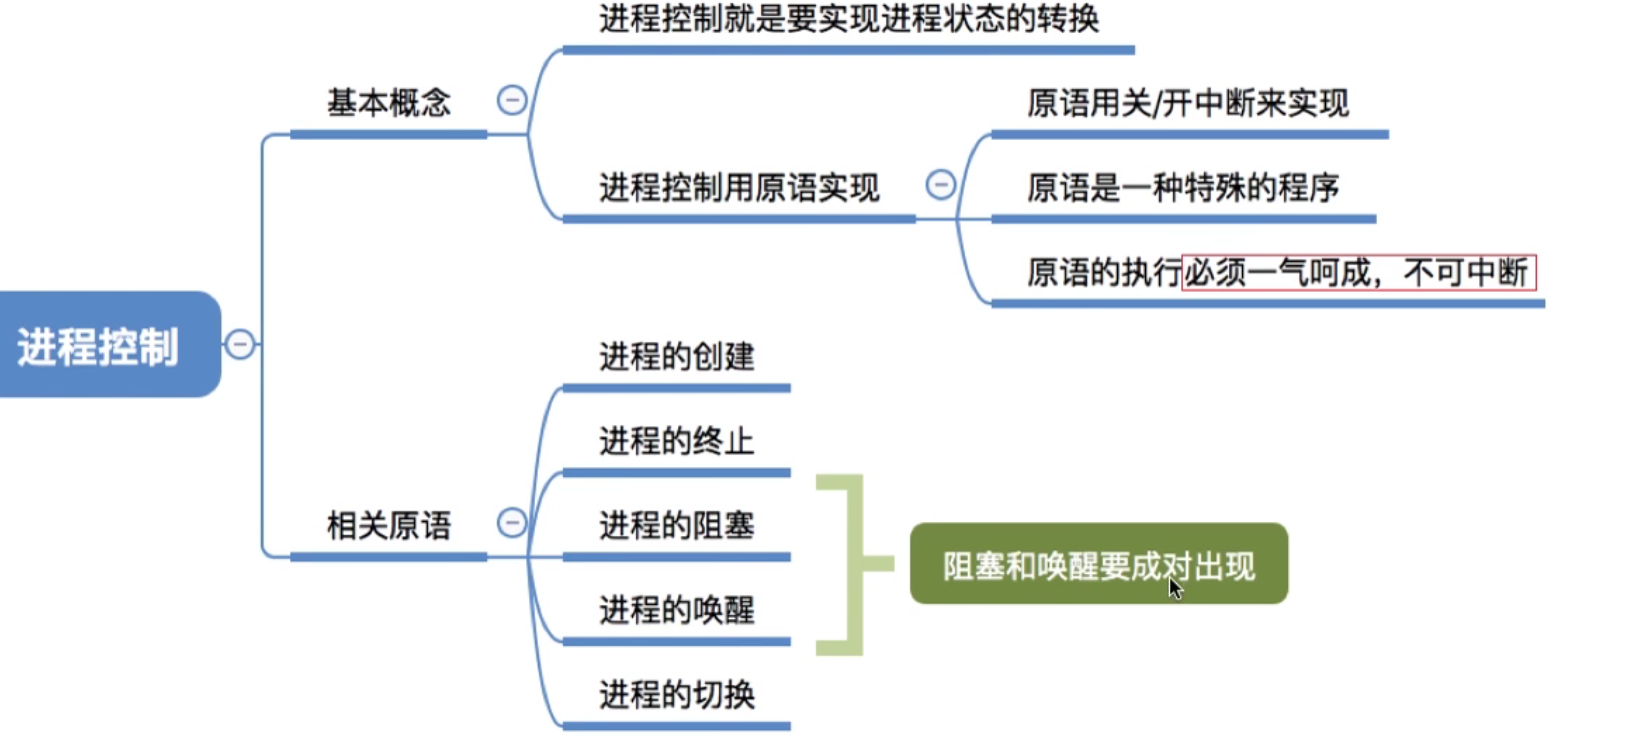 进程控制就是要实现进程状态的转换
基本概念
原语用关/开中断来实现
进程控制用原语实现
原语是一种特殊的程序
原语的执行必须一气呵成，不可中断
进程控制
进程的创建
进程的终止
相关原语
进程的阻塞
阻塞和唤醒要成对出现
进程的唤醒
进程的切换